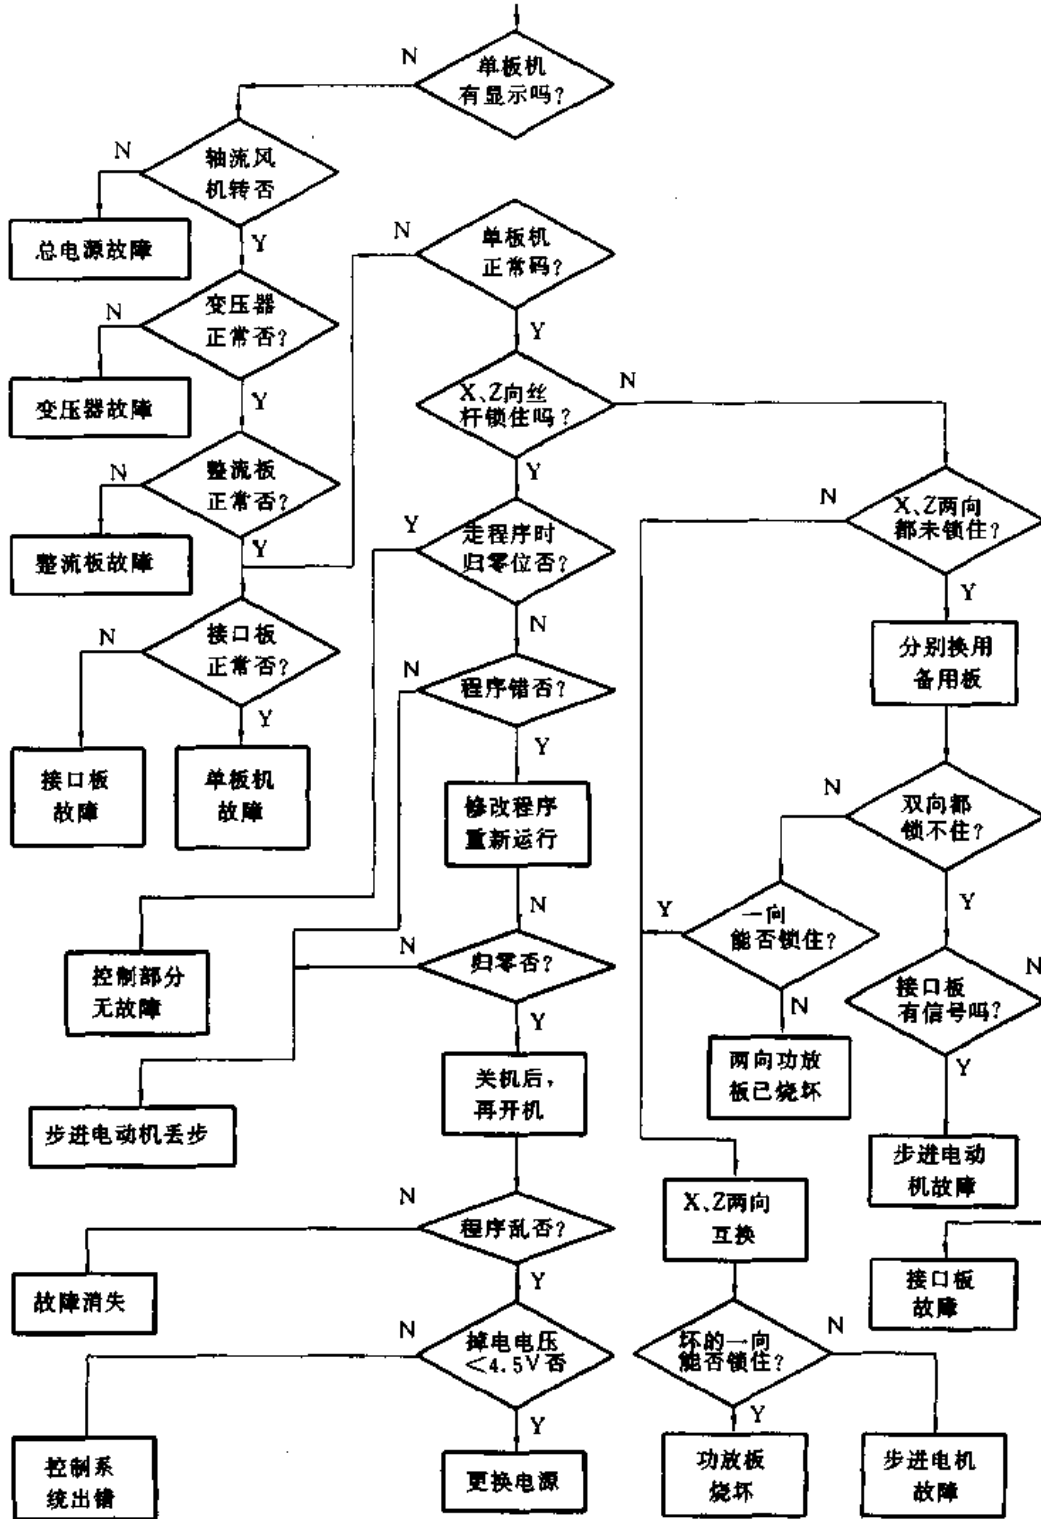 N
单板机
有显示吗?
N
轴流风
机转否
总电源故障
Y
N
单板机
正常码?
N
变压器
正常否?
Y
变压器故障
Y
X、Z向丝
杆锁住吗?
N
N
整流板
正常否?
Y
N
X、Z两向
都未锁住?
整流板故障
Y
Y
走程序时
归零位否?
Y
N
接口板
正常否?
N
分别换用
备用板
Y
N
程序错否?
接口板
故障
单板机
故障
Y
N
双向都
锁不住?
修改程序
重新运行
Y
N
Y
一向
能否锁住?
N
归零否?
控制部分
无故障
N
接口板
有信号吗?
Y
N
关机后，
再开机
两向功放
板已烧坏
Y
步进电动机丢步
步进电动
机故障
N
程序乱否?
X、Z两向
互换
故障消失
Y
接口板
故障
N
掉电电压
<4.5V否
坏的一向
能否锁住?
N
Y
Y
控制系
统出错
更换电源
功放板
烧坏
步进电机
故障